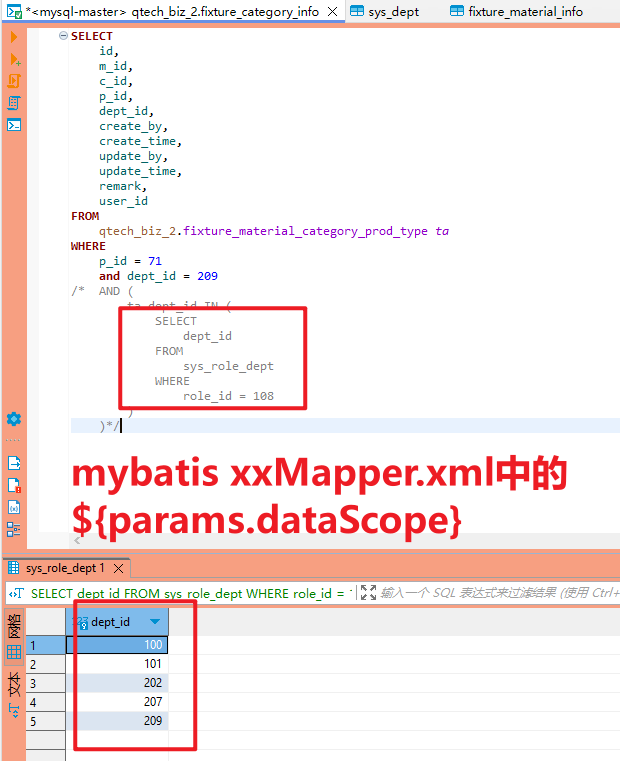 *<mysql-master> qtech_biz_2.fixture_category_info
sys_dept
fixture_material_info
SELECT
id,
m_id,
c_id,
p_id,
dept_id,
create_by,
create_time,
update_by,
update_time,
remark,
user_id
FROM
qtech_biz_2.fixture_material_category_prod_type ta
WHERE
p_id = 71
and dept_id = 209
/* AND (
ta.dept_id IN (
SELECT
dept_id
FROM
sys_role_dept
WHERE
role_id = 108
)
)*/
mybatis xxMapper.xml中的
${params.dataScope}
sys_role_dept 1
SELECT dept_id FROM sys_role_dept WHERE role_id =
输入一个 SQL 表达式来过滤结果 (使用 Ctrl+
网格
文本
dept_id
1 100
2 101
3 202
4 207
5 209